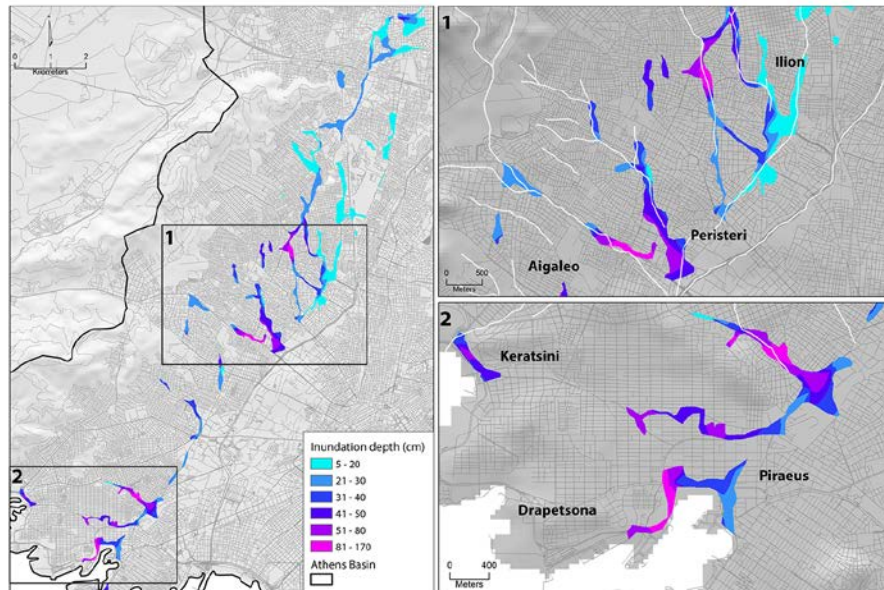 0 1 2
Kilometers
1
2
Inundation depth (cm)
5 - 20
21 - 30
31 - 40
41 - 50
51 - 80
81 - 170
Athens Basin
1
Ilion
Peristeri
Aigaleo
0 500
Meters
2
Keratsini
Piraeus
Drapetsona
0 400
Meters